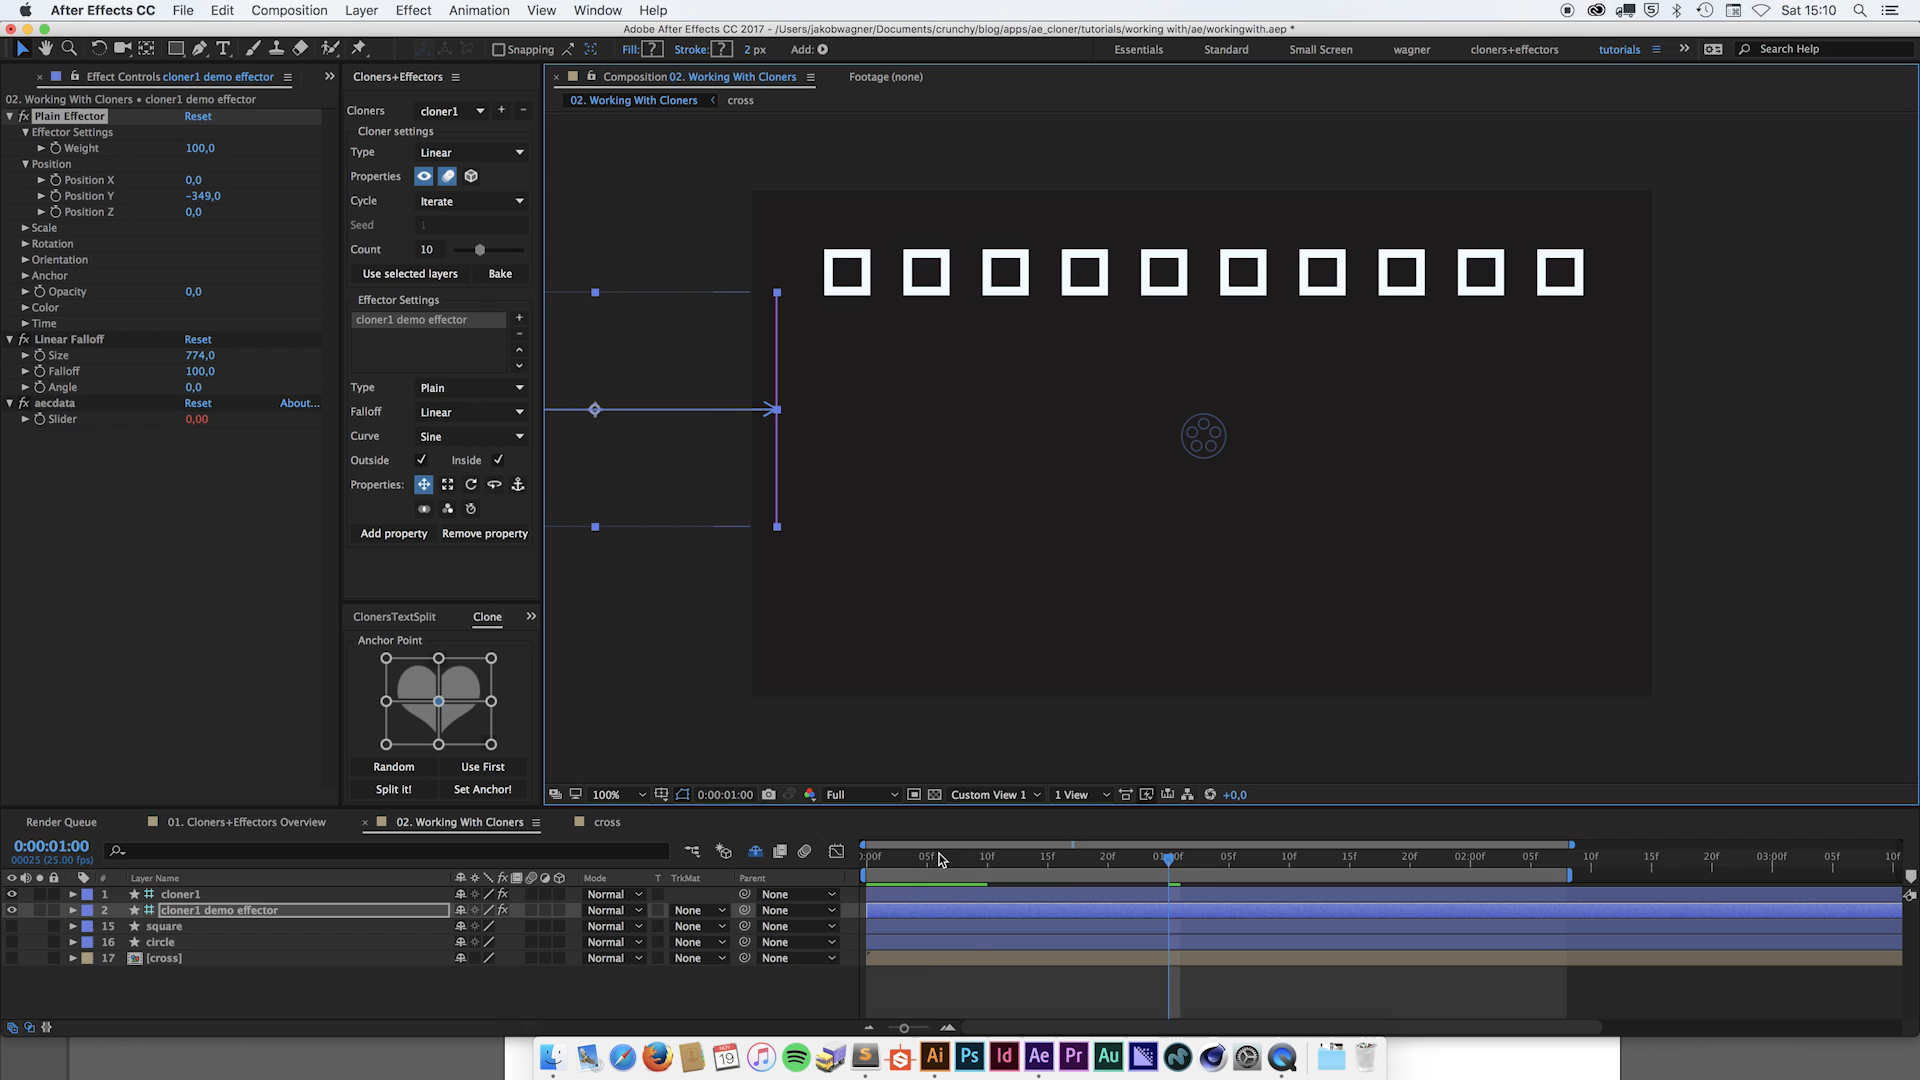 After Effects CC File Edit Composition Layer Effect Animation View Window Help Sat 15:10
Adobe After Effects CC 2017 - /Users/jakobwagner/Documents/crunchy/blog/apps/ae_cloner/tutorials/working with/ae/workingwith.aep *
Snapping Fill: ? Stroke: ? 2 px Add: Essentials Standard Small Screen wagner cloners+effectors tutorials Search Help
Effect Controls cloner1 demo effector
02. Working With Cloners • cloner1 demo effector
fx Plain Effector Reset
Effector Settings
Weight 100,0
Position
Position X 0,0
Position Y -349,0
Position Z 0,0
Scale
Rotation
Orientation
Anchor
Opacity 0,0
Color
Time
fx Linear Falloff Reset
Size 774,0
Falloff 100,0
Angle 0,0
fx aecdata Reset About...
Slider 0,00
Cloners+Effectors
Cloners cloner1 + -
Cloner settings
Type Linear
Properties
Cycle Iterate
Seed 1
Count 10
Use selected layers Bake
Effector Settings
cloner1 demo effector
Type Plain
Falloff Linear
Curve Sine
Outside Inside
Properties:
Add property Remove property
ClonersTextSplit Clone
Anchor Point
Random Use First
Split it! Set Anchor!
Composition 02. Working With Cloners Footage (none)
02. Working With Cloners cross
100% 0:00:01:00 Full Custom View 1 1 View +0,0
Render Queue 01. Cloners+Effectors Overview 02. Working With Cloners cross
0:00:01:00
00025 (25.00 fps)
):00f 05f 10f 15f 20f 01:00f 05f 10f 15f 20f 02:00f 05f 10f 15f 20f 03:00f 05f 10f
# Layer Name fx Mode T TrkMat Parent
1 cloner1 fx Normal None
2 cloner1 demo effector fx Normal None None
15 square Normal None None
16 circle Normal None None
17 [cross] Normal None None
NOV 19 S Ai Ps Id Ae Pr Au